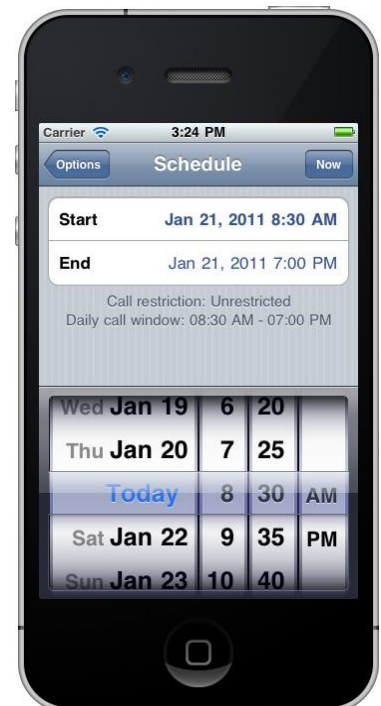 Carrier 3:24 PM
Options Schedule Now
Start Jan 21, 2011 8:30 AM
End Jan 21, 2011 7:00 PM
Call restriction: Unrestricted
Daily call window: 08:30 AM - 07:00 PM
Wed Jan 19 6 20
Thu Jan 20 7 25
Today 8 30 AM
Sat Jan 22 9 35 PM
Sun Jan 23 10 40